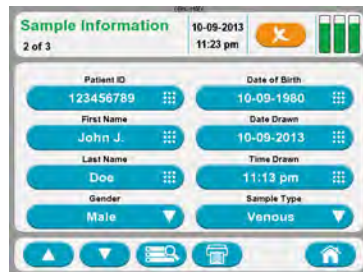 Sample Information
2 of 3
10-09-2013
11:23 pm
Patient ID
123456789
Date of Birth
10-09-1980
First Name
John J.
Date Drawn
10-09-2013
Last Name
Doe
Time Drawn
11:13 pm
Gender
Male
Sample Type
Venous